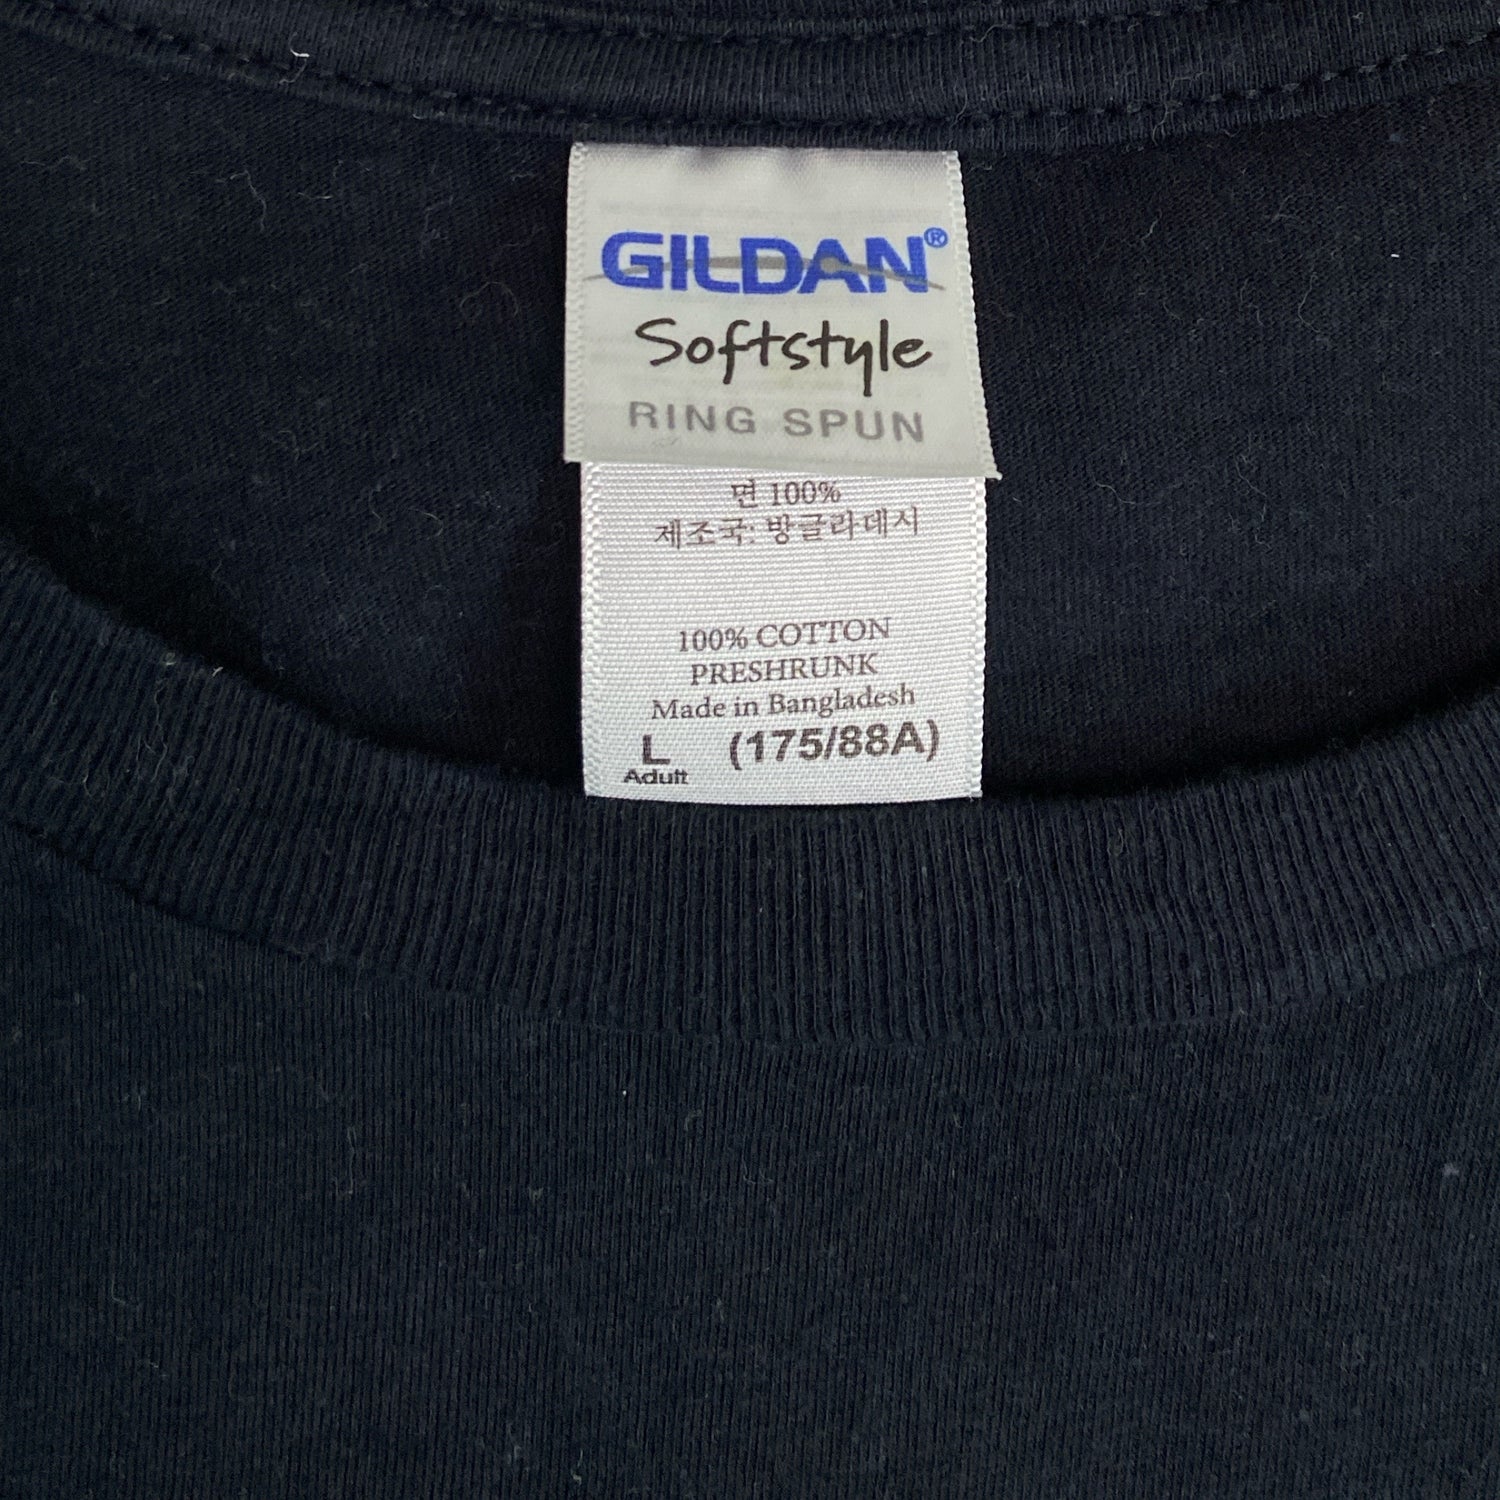 GILDAN®
Softstyle
RING SPUN
면 100%
제조국: 방글라데시
100% COTTON
PRESHRUNK
Made in Bangladesh
L (175/88A)
Adult